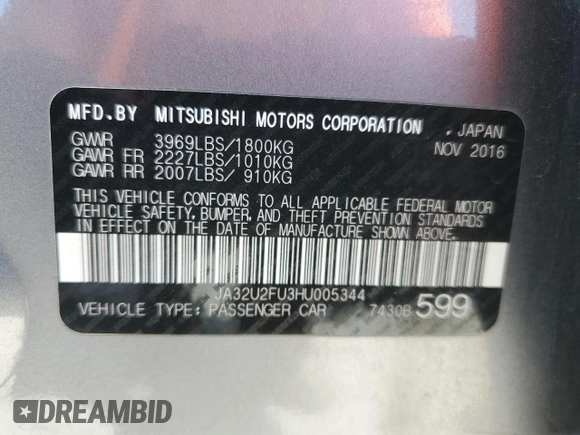 MFD.BY MITSUBISHI MOTORS CORPORATION . JAPAN
GVWR 3969LBS/1800KG NOV 2016
GAWR FR 2227LBS/1010KG
GAWR RR 2007LBS/ 910KG
THIS VEHICLE CONFORMS TO ALL APPLICABLE FEDERAL MOTOR
VEHICLE SAFETY, BUMPER, AND THEFT PREVENTION STANDARDS
IN EFFECT ON THE DATE OF MANUFACTURE SHOWN ABOVE.
JA32U2FU3HU005344
VEHICLE TYPE: PASSENGER CAR 7430B 599
DREAMBID